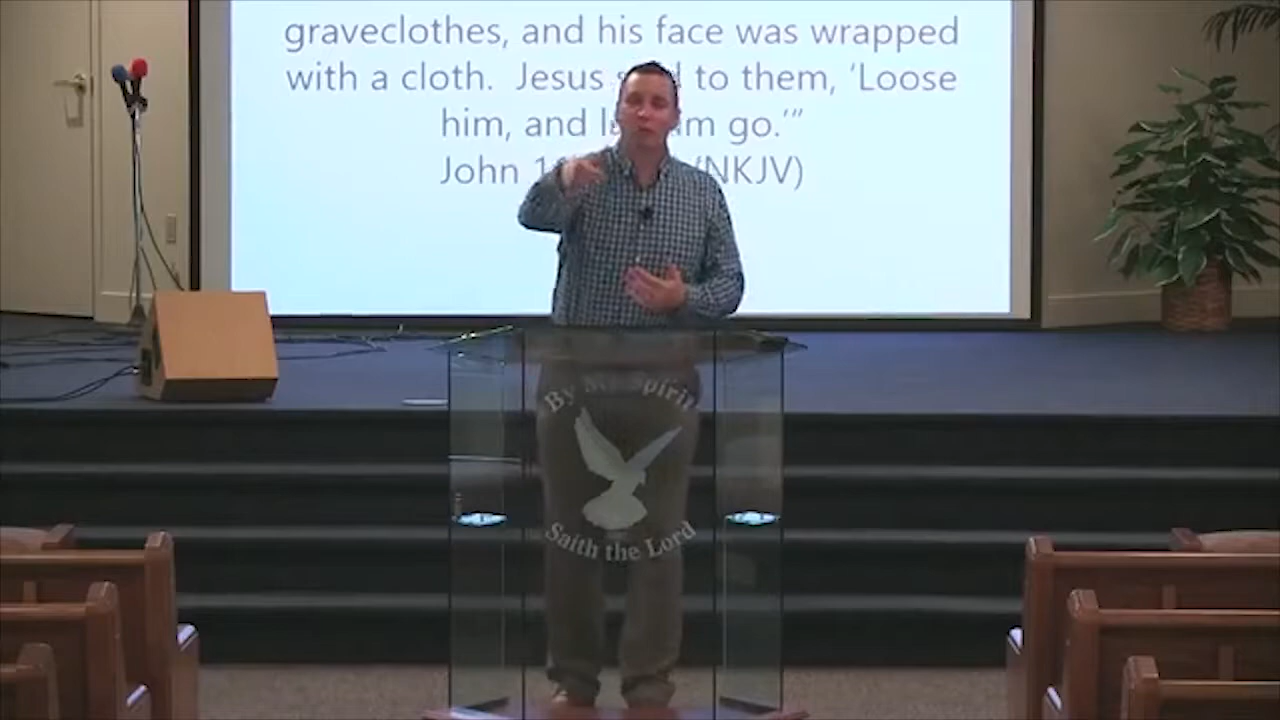 graveclothes, and his face was wrapped
with a cloth. Jesus to them, ‘Loose
him, and go.’”
John (NKJV)
By My Spirit
Saith the Lord